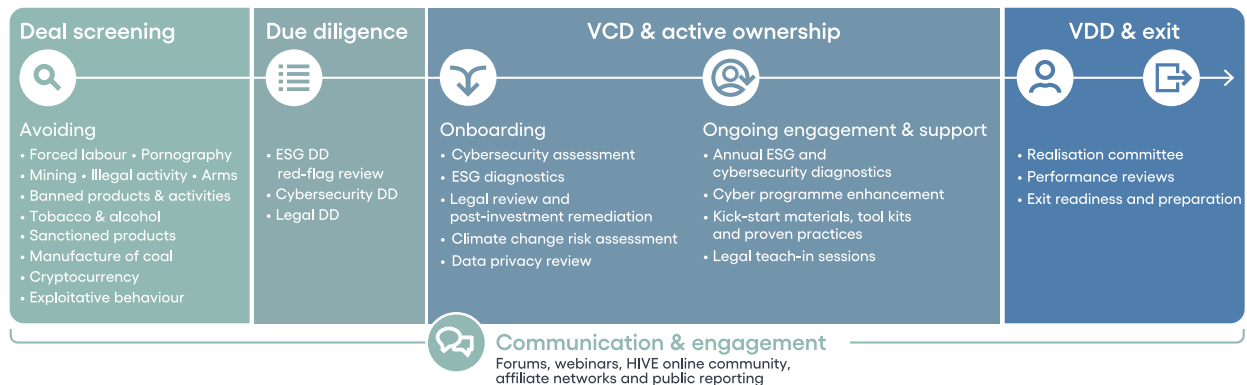 Deal screening
Avoiding
• Forced labour • Pornography
• Mining • Illegal activity • Arms
• Banned products & activities
• Tobacco & alcohol
• Sanctioned products
• Manufacture of coal
• Cryptocurrency
• Exploitative behaviour
Due diligence
• ESG DD
red-flag review
• Cybersecurity DD
• Legal DD
VCD & active ownership
Onboarding
• Cybersecurity assessment
• ESG diagnostics
• Legal review and
post-investment remediation
• Climate change risk assessment
• Data privacy review
Ongoing engagement & support
• Annual ESG and
cybersecurity diagnostics
• Cyber programme enhancement
• Kick-start materials, tool kits
and proven practices
• Legal teach-in sessions
VDD & exit
• Realisation committee
• Performance reviews
• Exit readiness and preparation
Communication & engagement
Forums, webinars, HIVE online community,
affiliate networks and public reporting